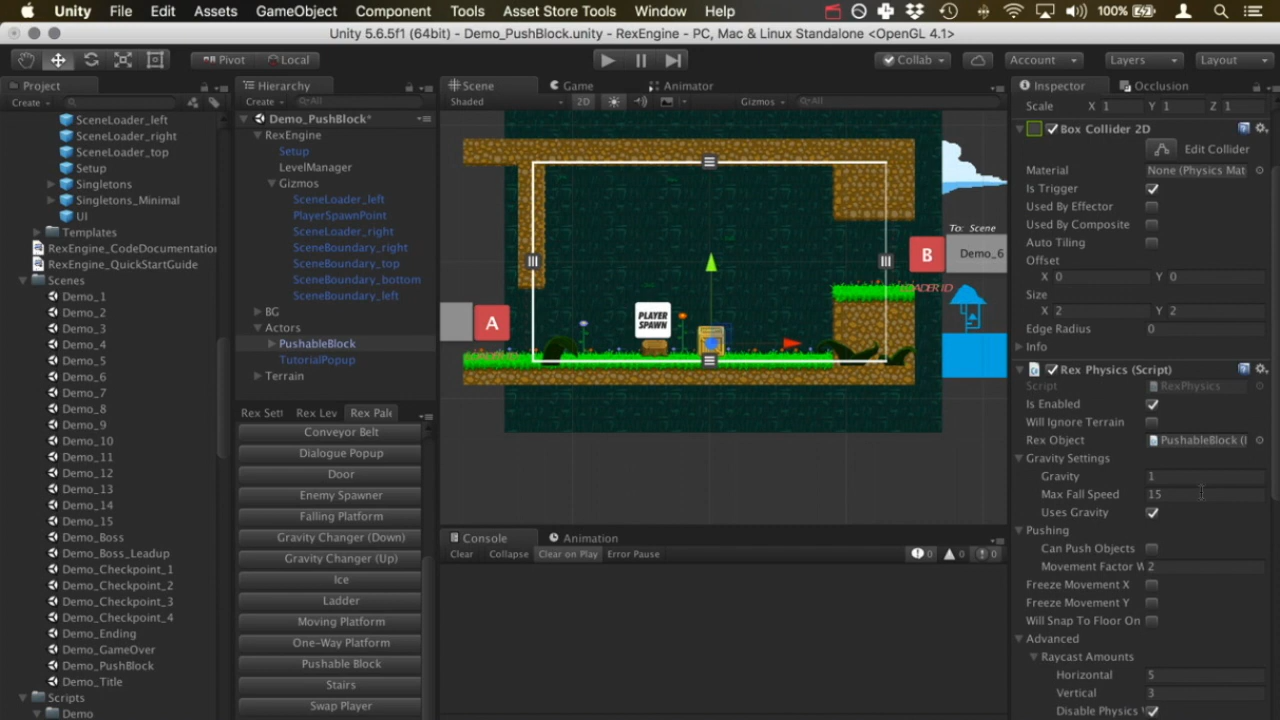 Unity File Edit Assets GameObject Component Tools Asset Store Tools Window Help 100%
Unity 5.6.5f1 (64bit) - Demo_PushBlock.unity - RexEngine - PC, Mac & Linux Standalone <OpenGL 4.1>
Pivot Local Collab Account Layers Layout
Project
Create
SceneLoader_left
SceneLoader_right
SceneLoader_top
Setup
Singletons
Singletons_Minimal
UI
Templates
RexEngine_CodeDocumentation
RexEngine_QuickStartGuide
Scenes
Demo_1
Demo_2
Demo_3
Demo_4
Demo_5
Demo_6
Demo_7
Demo_8
Demo_9
Demo_10
Demo_11
Demo_12
Demo_13
Demo_14
Demo_15
Demo_Boss
Demo_Boss_Leadup
Demo_Checkpoint_1
Demo_Checkpoint_2
Demo_Checkpoint_3
Demo_Checkpoint_4
Demo_Ending
Demo_GameOver
Demo_PushBlock
Demo_Title
Scripts
Demo
Hierarchy
Create All
Demo_PushBlock*
RexEngine
Setup
LevelManager
Gizmos
SceneLoader_left
PlayerSpawnPoint
SceneLoader_right
SceneBoundary_right
SceneBoundary_top
SceneBoundary_bottom
SceneBoundary_left
BG
Actors
PushableBlock
TutorialPopup
Terrain
Rex Set Rex Lev Rex Pale
Conveyor Belt
Dialogue Popup
Door
Enemy Spawner
Falling Platform
Gravity Changer (Down)
Gravity Changer (Up)
Ice
Ladder
Moving Platform
One-Way Platform
Pushable Block
Stairs
Swap Player
Scene Game Animator
Shaded 2D Gizmos All
To: Scene
B Demo_6
LOADER ID
A
PLAYER
SPAWN
Console Animation
Clear Collapse Clear on Play Error Pause 0 0 0
Inspector Occlusion
Scale X 1 Y 1 Z 1
Box Collider 2D
Edit Collider
Material None (Physics Mat
Is Trigger
Used By Effector
Used By Composite
Auto Tiling
Offset
X 0 Y 0
Size
X 2 Y 2
Edge Radius 0
Info
Rex Physics (Script)
Script RexPhysics
Is Enabled
Will Ignore Terrain
Rex Object PushableBlock (
Gravity Settings
Gravity 1
Max Fall Speed 15
Uses Gravity
Pushing
Can Push Objects
Movement Factor W 2
Freeze Movement X
Freeze Movement Y
Will Snap To Floor On
Advanced
Raycast Amounts
Horizontal 5
Vertical 3
Disable Physics